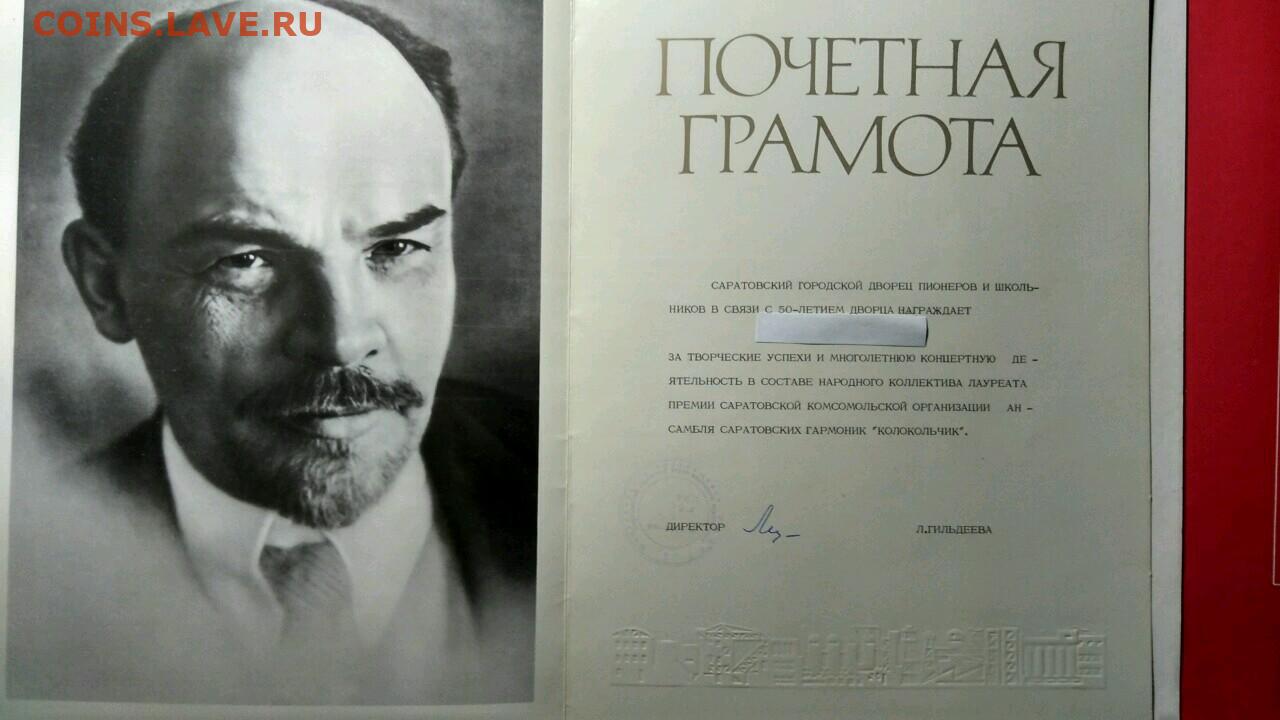 COINS.LAVE.RU
ПОЧЕТНАЯ
ГРАМОТА
САРАТОВСКИЙ ГОРОДСКОЙ ДВОРЕЦ ПИОНЕРОВ И ШКОЛЬ-
НИКОВ В СВЯЗИ С 50-ЛЕТИЕМ ДВОРЦА НАГРАЖДАЕТ
ЗА ТВОРЧЕСКИЕ УСПЕХИ И МНОГОЛЕТНЮЮ КОНЦЕРТНУЮ ДЕ -
ЯТЕЛЬНОСТЬ В СОСТАВЕ НАРОДНОГО КОЛЛЕКТИВА ЛАУРЕАТА
ПРЕМИИ САРАТОВСКОЙ КОМСОМОЛЬСКОЙ ОРГАНИЗАЦИИ АН -
САМБЛЯ САРАТОВСКИХ ГАРМОНИК "КОЛОКОЛЬЧИК".
ДИРЕКТОР Л.ГИЛЬДЕЕВА